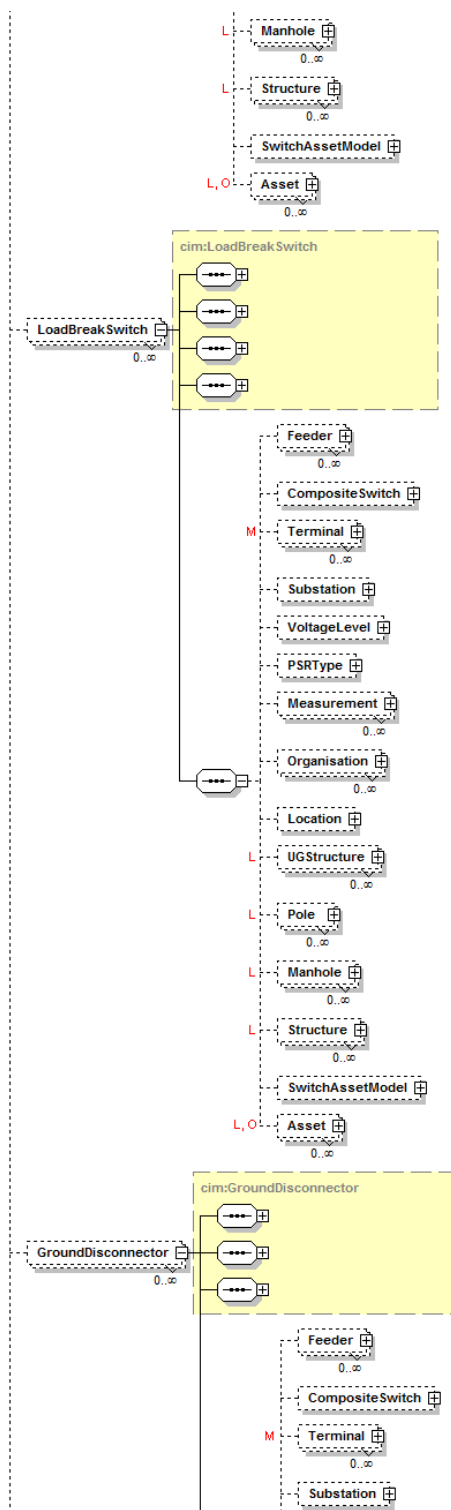 L Manhole
0..∞
L Structure
0..∞
SwitchAssetModel
L, O Asset
0..∞
cim:LoadBreakSwitch
LoadBreakSwitch
0..∞
Feeder
0..∞
CompositeSwitch
M Terminal
0..∞
Substation
VoltageLevel
PSRType
Measurement
0..∞
Organisation
0..∞
Location
L UGStructure
0..∞
L Pole
0..∞
L Manhole
0..∞
L Structure
0..∞
SwitchAssetModel
L, O Asset
0..∞
cim:GroundDisconnector
GroundDisconnector
0..∞
Feeder
0..∞
CompositeSwitch
M Terminal
0..∞
Substation